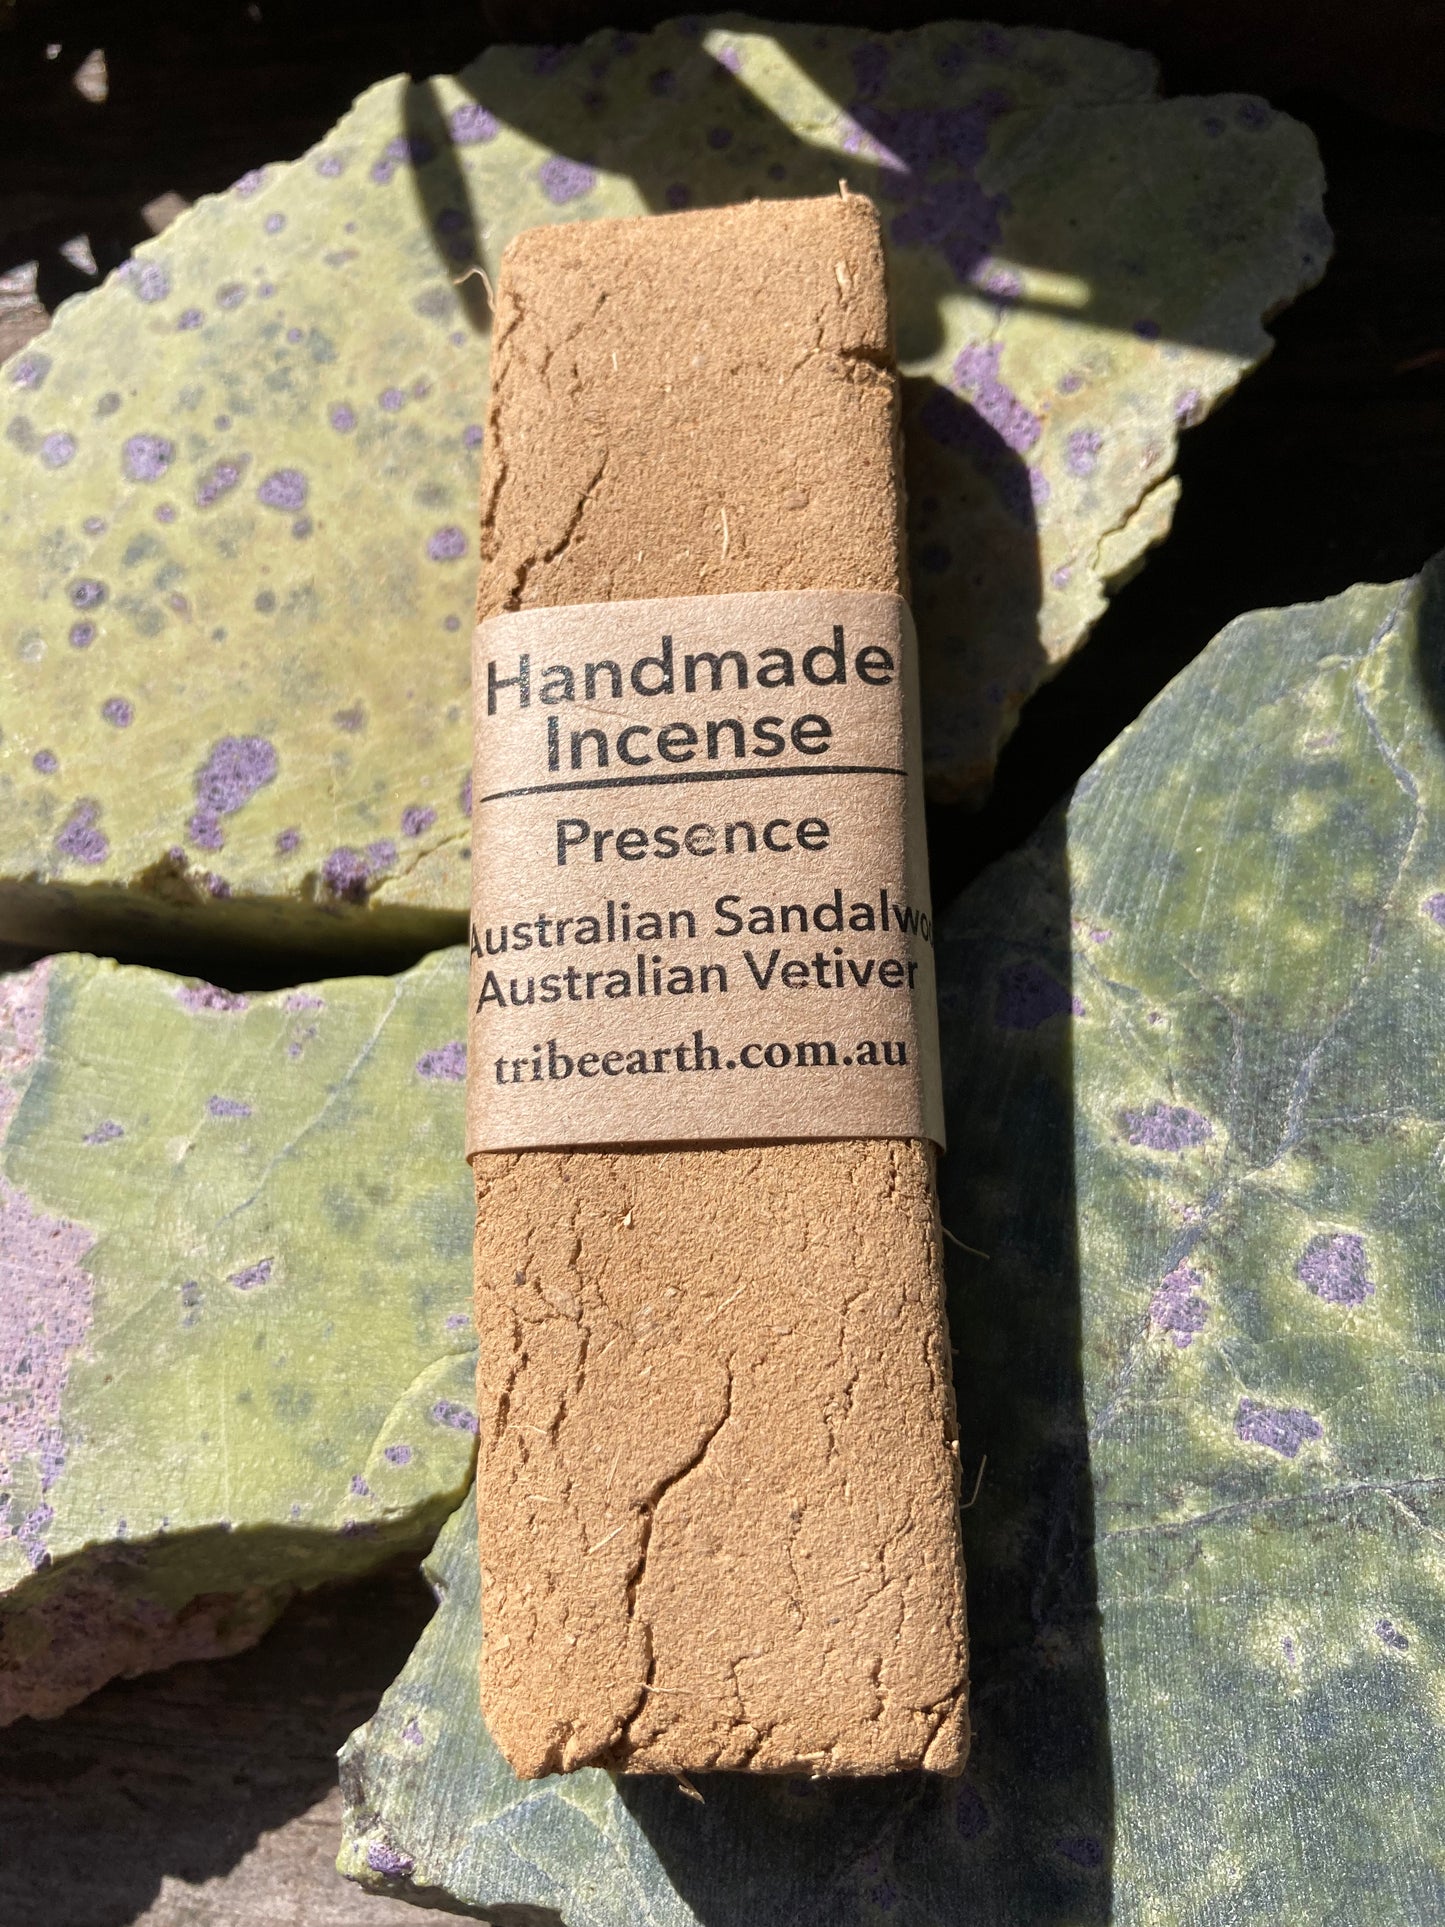 Handmade
Incense
Presence
Australian Sandalwo
Australian Vetiver
tribeearth.com.au